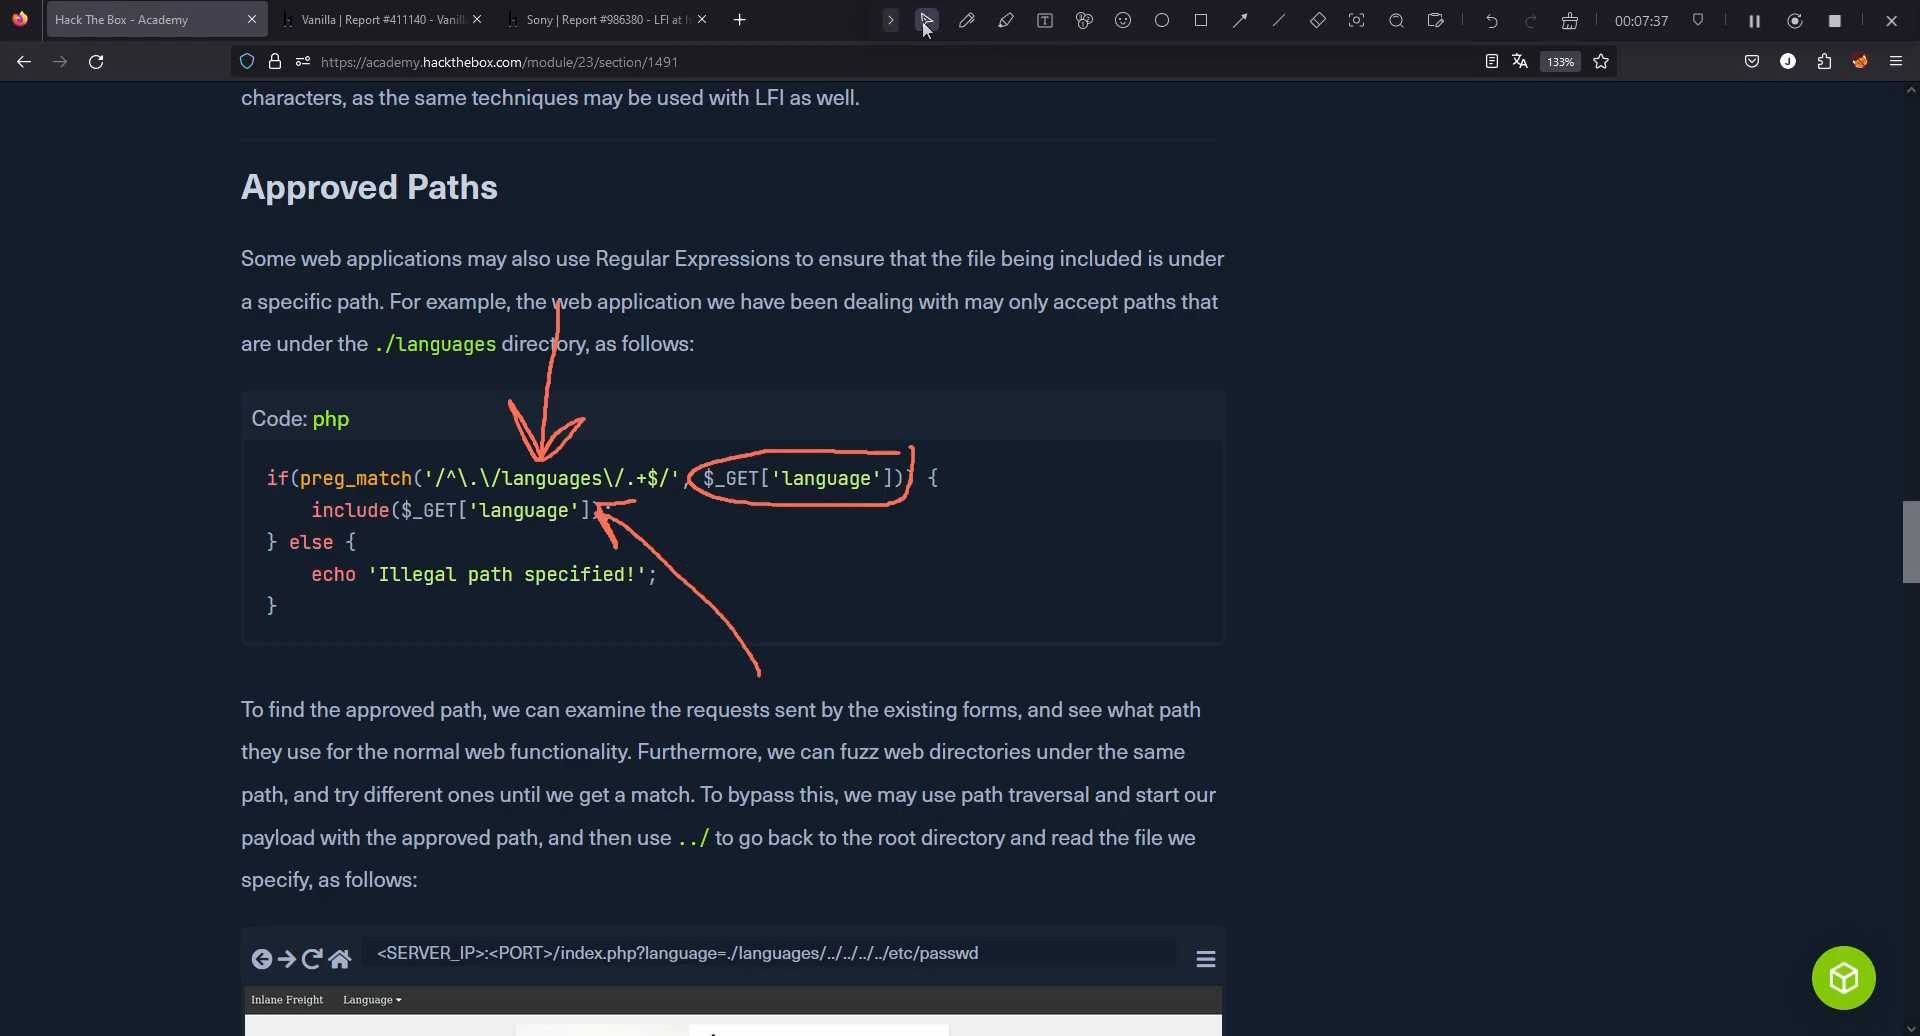 Hack The Box - Academy
Vanilla | Report #411140 - Vanill
Sony | Report #986380 - LFI at h
00:07:37
https://academy.hackthebox.com/module/23/section/1491
133%
J
characters, as the same techniques may be used with LFI as well.
Approved Paths
Some web applications may also use Regular Expressions to ensure that the file being included is under
a specific path. For example, the web application we have been dealing with may only accept paths that
are under the ./languages directory, as follows:
Code: php
if(preg_match('/^\.\/languages\/.+$/', $_GET['language'])) {
include($_GET['language']);
} else {
echo 'Illegal path specified!';
}
To find the approved path, we can examine the requests sent by the existing forms, and see what path
they use for the normal web functionality. Furthermore, we can fuzz web directories under the same
path, and try different ones until we get a match. To bypass this, we may use path traversal and start our
payload with the approved path, and then use ../ to go back to the root directory and read the file we
specify, as follows:
<SERVER_IP>:<PORT>/index.php?language=./languages/../../../../etc/passwd
Inlane Freight Language